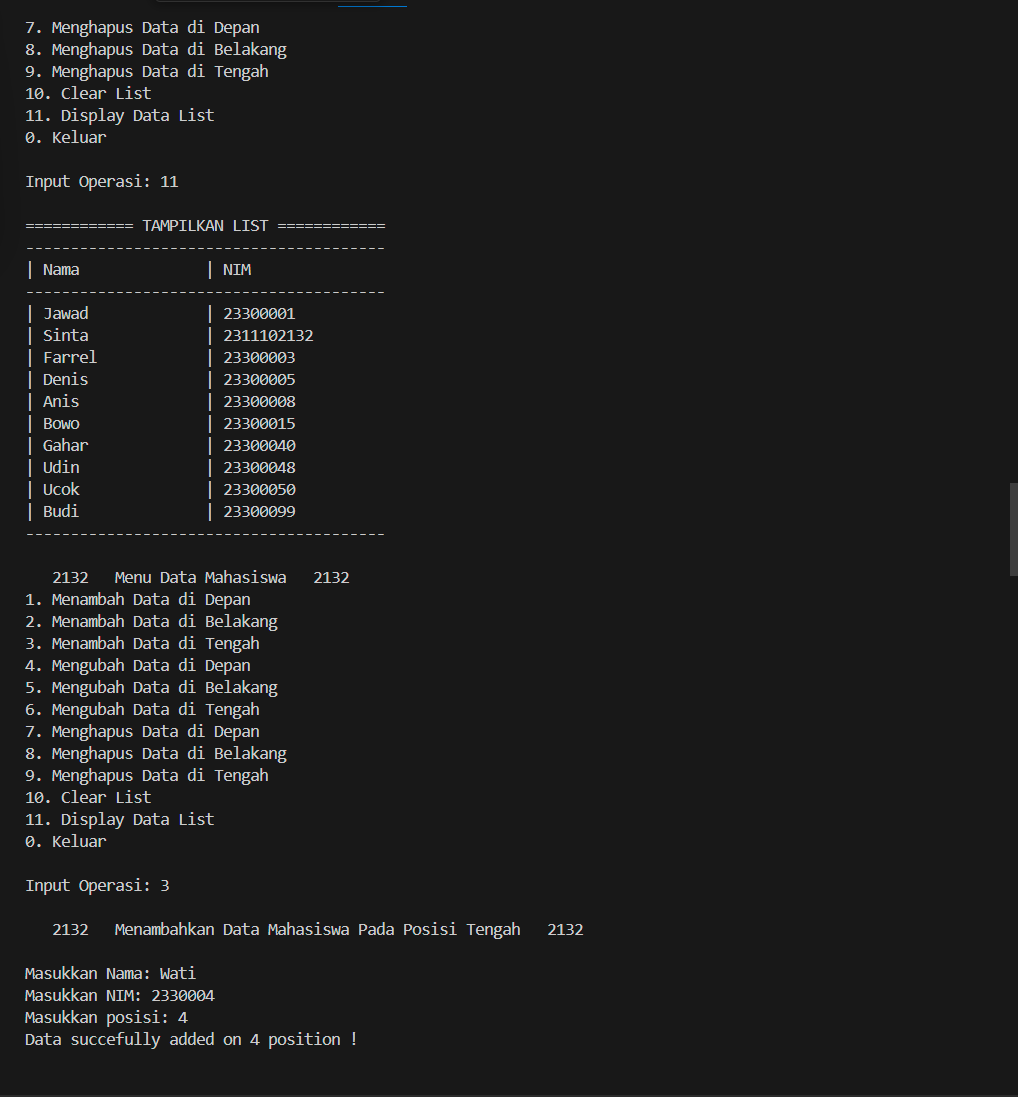 7. Menghapus Data di Depan
8. Menghapus Data di Belakang
9. Menghapus Data di Tengah
10. Clear List
11. Display Data List
0. Keluar
Input Operasi: 11
============ TAMPILKAN LIST ============
----------------------------------------
| Nama              | NIM
----------------------------------------
| Jawad             | 23300001
| Sinta             | 2311102132
| Farrel            | 23300003
| Denis             | 23300005
| Anis              | 23300008
| Bowo              | 23300015
| Gahar             | 23300040
| Udin              | 23300048
| Ucok              | 23300050
| Budi              | 23300099
----------------------------------------
   2132   Menu Data Mahasiswa   2132
1. Menambah Data di Depan
2. Menambah Data di Belakang
3. Menambah Data di Tengah
4. Mengubah Data di Depan
5. Mengubah Data di Belakang
6. Mengubah Data di Tengah
7. Menghapus Data di Depan
8. Menghapus Data di Belakang
9. Menghapus Data di Tengah
10. Clear List
11. Display Data List
0. Keluar
Input Operasi: 3
   2132   Menambahkan Data Mahasiswa Pada Posisi Tengah   2132
Masukkan Nama: Wati
Masukkan NIM: 2330004
Masukkan posisi: 4
Data succefully added on 4 position !